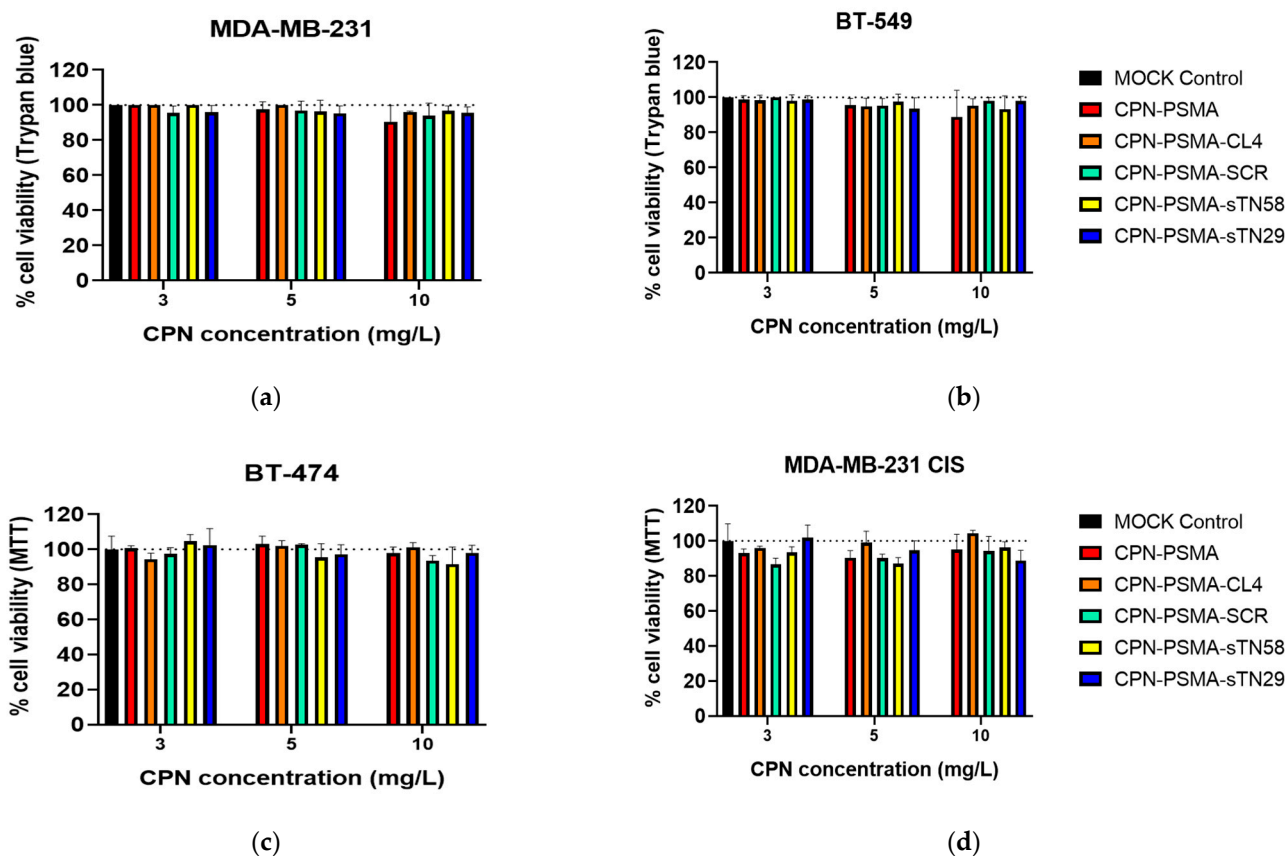 MDA-MB-231
% cell viability (Trypan blue)
120
100
80
60
40
20
0
3 5 10
CPN concentration (mg/L)
(a)
BT-549
% cell viability (Trypan blue)
120
100
80
60
40
20
0
3 5 10
CPN concentration (mg/L)
(b)
MOCK Control
CPN-PSMA
CPN-PSMA-CL4
CPN-PSMA-SCR
CPN-PSMA-sTN58
CPN-PSMA-sTN29
BT-474
% cell viability (MTT)
120
100
80
60
40
20
0
3 5 10
CPN concentration (mg/L)
(c)
MDA-MB-231 CIS
% cell viability (MTT)
120
100
80
60
40
20
0
3 5 10
CPN concentration (mg/L)
(d)
MOCK Control
CPN-PSMA
CPN-PSMA-CL4
CPN-PSMA-SCR
CPN-PSMA-sTN58
CPN-PSMA-sTN29